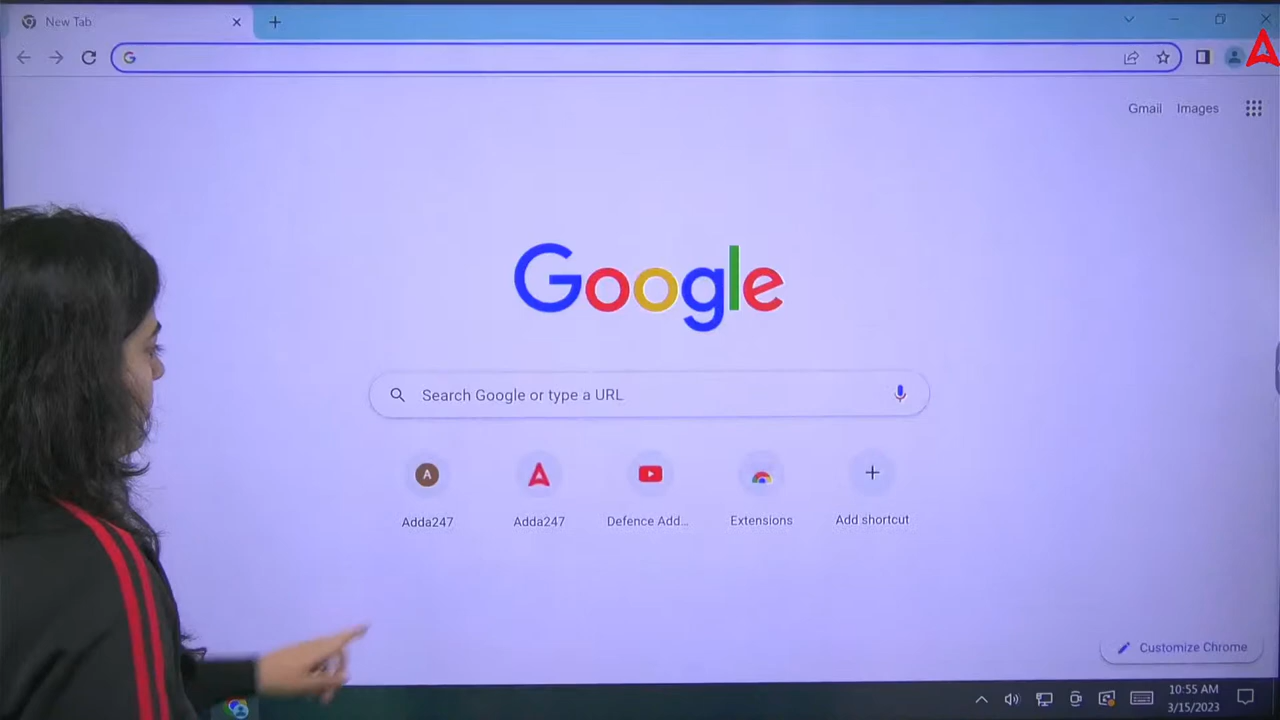 New Tab
Gmail Images
Google
Search Google or type a URL
A
Adda247
Adda247
Defence Add...
Extensions
Add shortcut
Customize Chrome
10:55 AM
3/15/2023